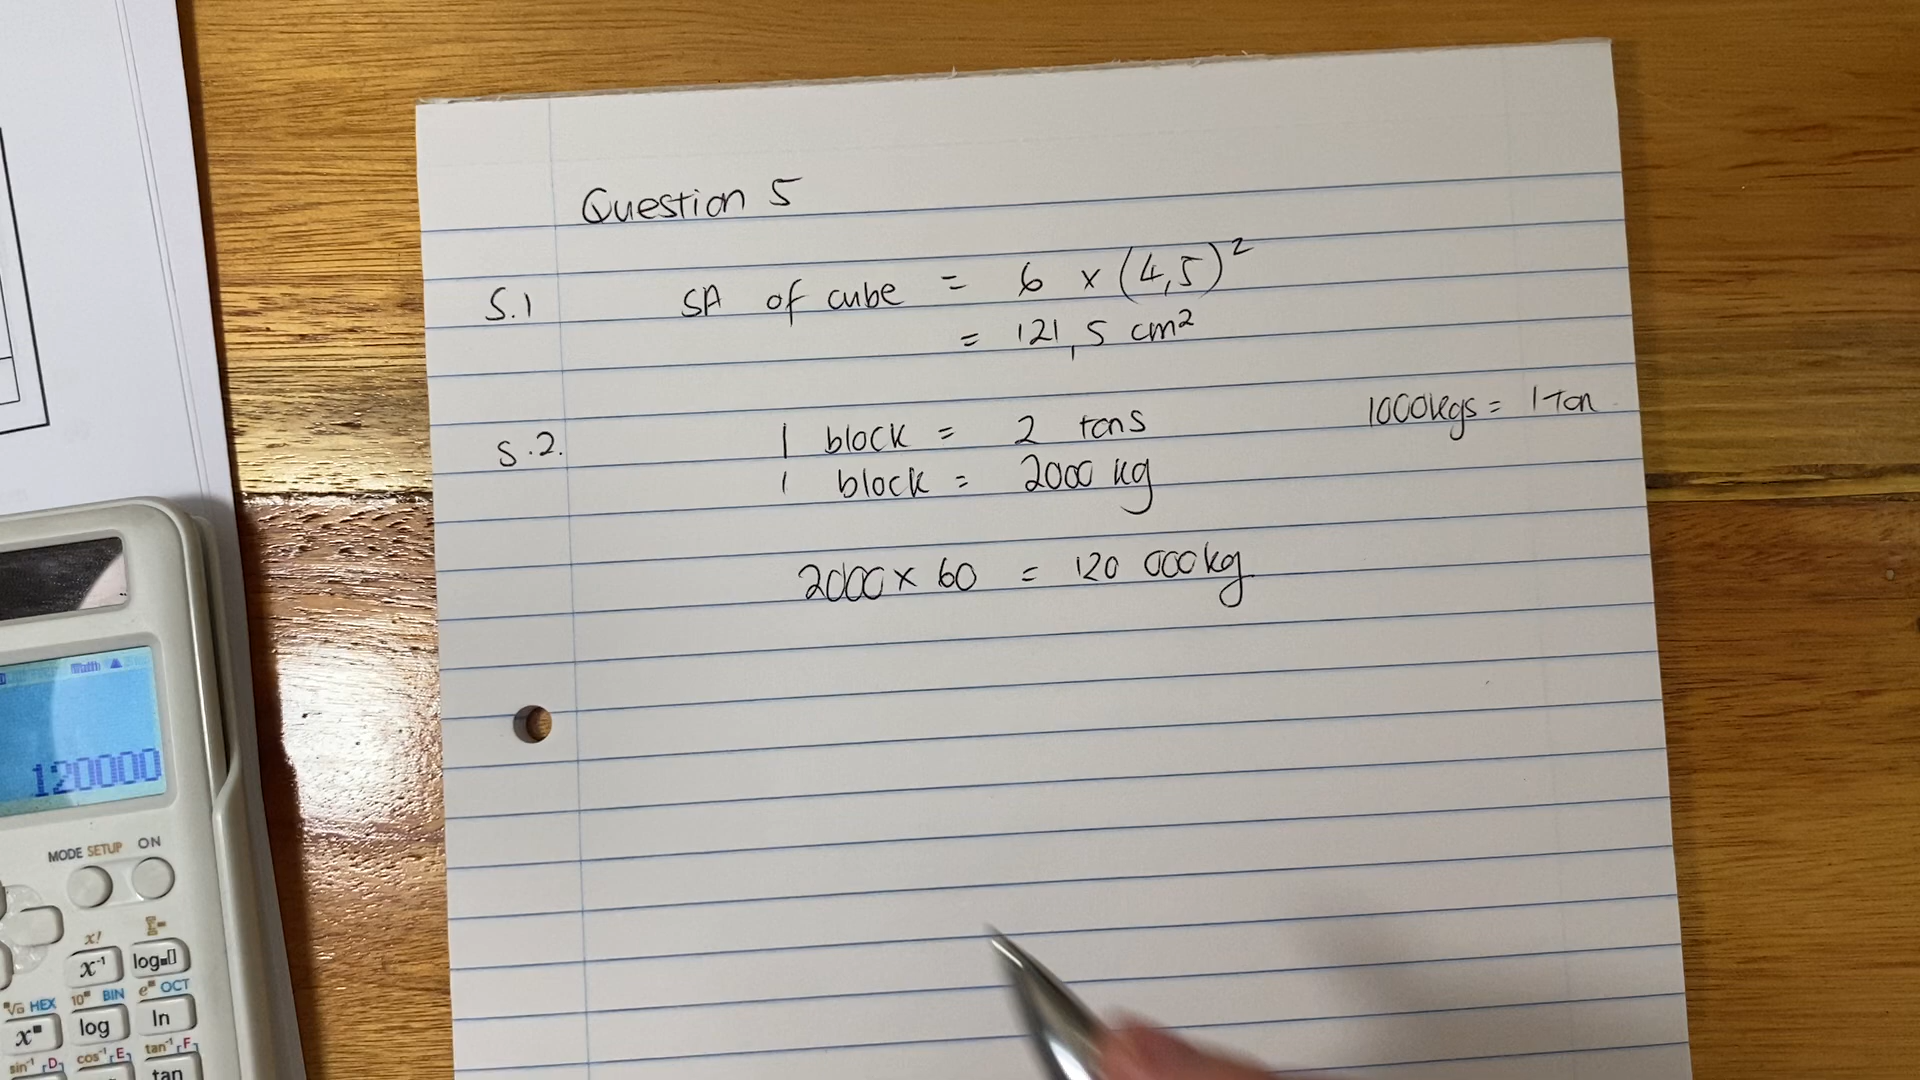 Question 5
5.1 SA of cube = 6 x (4,5)²
= 121,5 cm²
5.2. 1 block = 2 tons 1000kgs = 1 Ton
1 block = 2000 kg
2000 x 60 = 120 000kg
Math ▲
120000
MODE SETUP ON
x!
x⁻¹ log
HEX 10 BIN e OCT
x log ln
sin⁻¹ D cos⁻¹ E tan⁻¹ F
tan